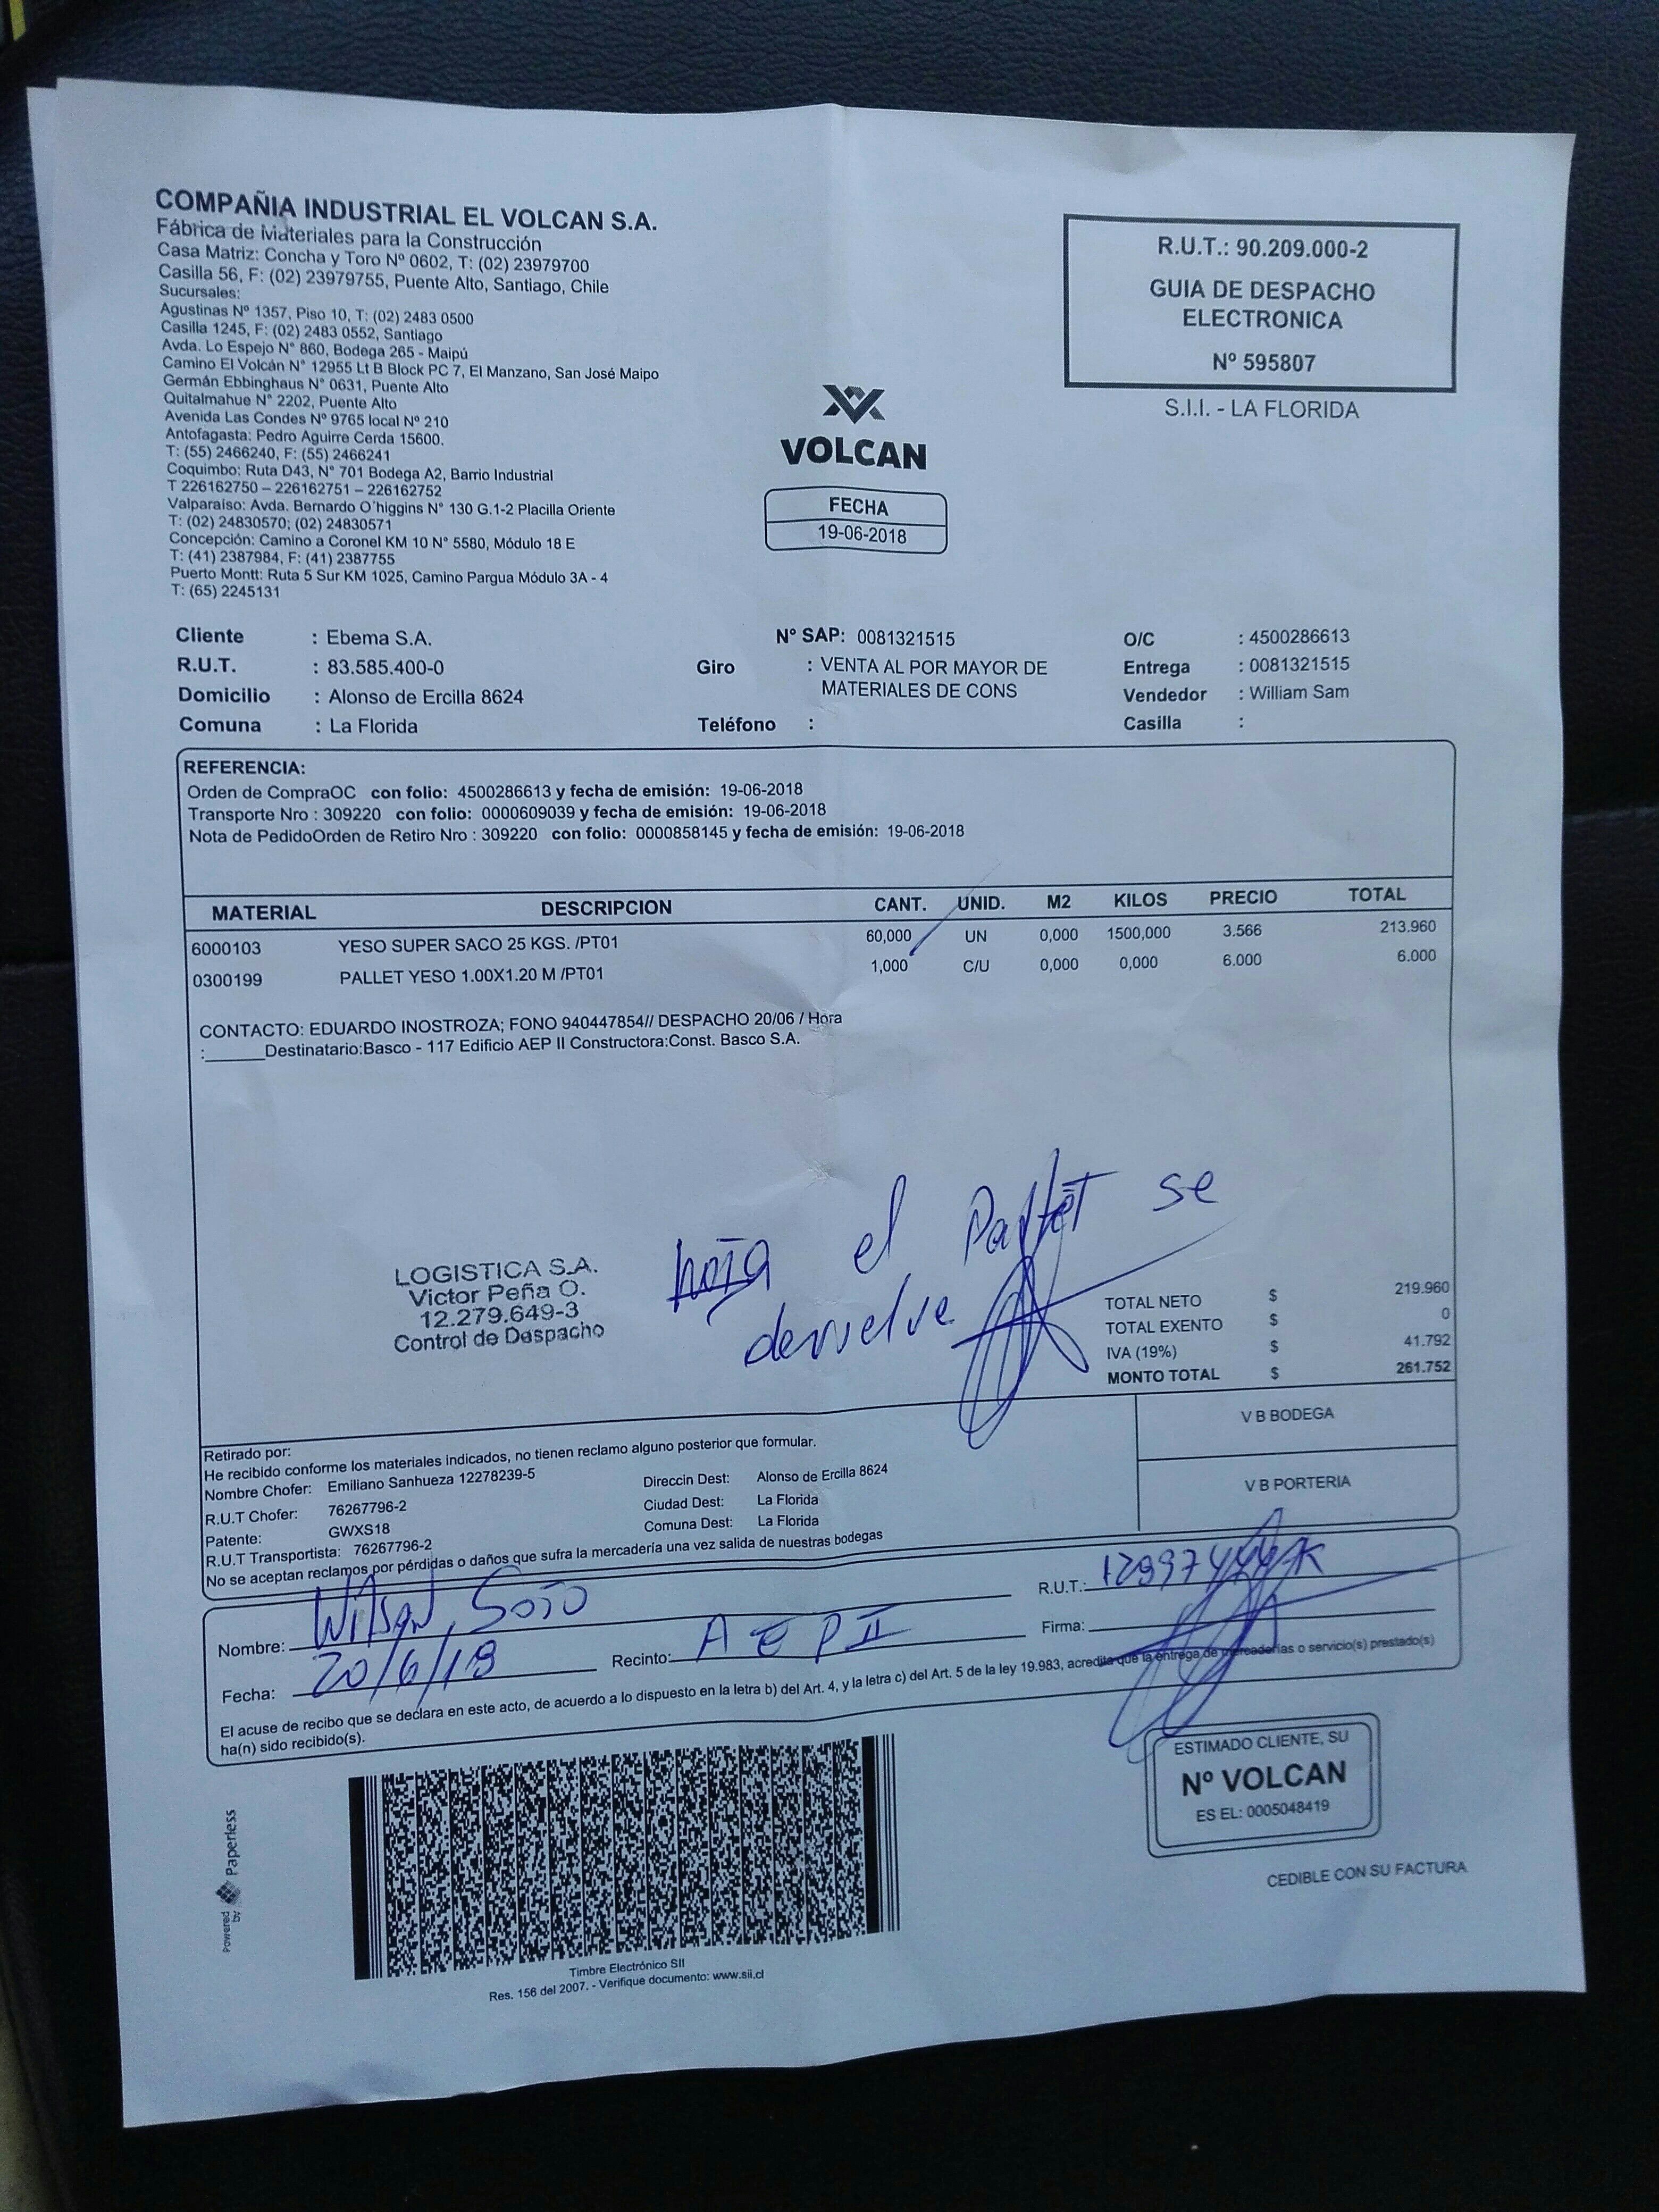 COMPAÑIA INDUSTRIAL EL VOLCAN S.A.
Fábrica de Materiales para la Construcción
Casa Matriz: Concha y Toro Nº 0602, T: (02) 23979700
Casilla 56, F: (02) 23979755, Puente Alto, Santiago, Chile
Sucursales:
Agustinas Nº 1357, Piso 10, T: (02) 2483 0500
Casilla 1245, F: (02) 2483 0552, Santiago
Avda. Lo Espejo N° 860, Bodega 265 - Maipú
Camino El Volcán N° 12955 Lt B Block PC 7, El Manzano, San José Maipo
Germán Ebbinghaus N° 0631, Puente Alto
Quitalmahue N° 2202, Puente Alto
Avenida Las Condes Nº 9765 local Nº 210
Antofagasta: Pedro Aguirre Cerda 15600.
T: (55) 2466240, F: (55) 2466241
Coquimbo: Ruta D43, N° 701 Bodega A2, Barrio Industrial
T 226162750 – 226162751 – 226162752
Valparaiso: Avda. Bernardo O´higgins N° 130 G.1-2 Placilla Oriente
T: (02) 24830570; (02) 24830571
Concepción: Camino a Coronel KM 10 N° 5580, Módulo 18 E
T: (41) 2387984, F: (41) 2387755
Puerto Montt: Ruta 5 Sur KM 1025, Camino Pargua Módulo 3A - 4
T: (65) 2245131
VOLCAN
FECHA
19-06-2018
R.U.T.: 90.209.000-2
GUIA DE DESPACHO
ELECTRONICA
Nº 595807
S.I.I. - LA FLORIDA
Cliente : Ebema S.A. N° SAP: 0081321515 O/C : 4500286613
R.U.T. : 83.585.400-0 Giro : VENTA AL POR MAYOR DE Entrega : 0081321515
MATERIALES DE CONS
Domicilio : Alonso de Ercilla 8624 Vendedor : William Sam
Comuna : La Florida Teléfono : Casilla :
REFERENCIA:
Orden de CompraOC con folio: 4500286613 y fecha de emisión: 19-06-2018
Transporte Nro : 309220 con folio: 0000609039 y fecha de emisión: 19-06-2018
Nota de PedidoOrden de Retiro Nro : 309220 con folio: 0000858145 y fecha de emisión: 19-06-2018
MATERIAL DESCRIPCION CANT. UNID. M2 KILOS PRECIO TOTAL
6000103 YESO SUPER SACO 25 KGS. /PT01 60,000 UN 0,000 1500,000 3.566 213.960
0300199 PALLET YESO 1.00X1.20 M /PT01 1,000 C/U 0,000 0,000 6.000 6.000
CONTACTO: EDUARDO INOSTROZA; FONO 940447854// DESPACHO 20/06 / Hora
:______Destinatario:Basco - 117 Edificio AEP II Constructora:Const. Basco S.A.
nota el Pallet se
devuelve
LOGISTICA S.A.
Victor Peña O.
12.279.649-3
Control de Despacho
TOTAL NETO $ 219.960
TOTAL EXENTO $ 0
IVA (19%) $ 41.792
MONTO TOTAL $ 261.752
V B BODEGA
V B PORTERIA
Retirado por:
He recibido conforme los materiales indicados, no tienen reclamo alguno posterior que formular.
Nombre Chofer: Emiliano Sanhueza 12278239-5 Direccin Dest: Alonso de Ercilla 8624
R.U.T Chofer: 76267796-2 Ciudad Dest: La Florida
Patente: GWXS18 Comuna Dest: La Florida
R.U.T Transportista: 76267796-2
No se aceptan reclamos por pérdidas o daños que sufra la mercadería una vez salida de nuestras bodegas
Nombre: Wilson Soto R.U.T.:
Fecha: 20/6/18 Recinto: AEP II Firma:
El acuse de recibo que se declara en este acto, de acuerdo a lo dispuesto en la letra b) del Art. 4, y la letra c) del Art. 5 de la ley 19.983, acredita que la entrega de mercaderías o servicio(s) prestado(s)
ha(n) sido recibido(s).
ESTIMADO CLIENTE, SU
Nº VOLCAN
ES EL: 0005048419
CEDIBLE CON SU FACTURA
Powered by Paperless
Timbre Electrónico SII
Res. 156 del 2007. - Verifique documento: www.sii.cl